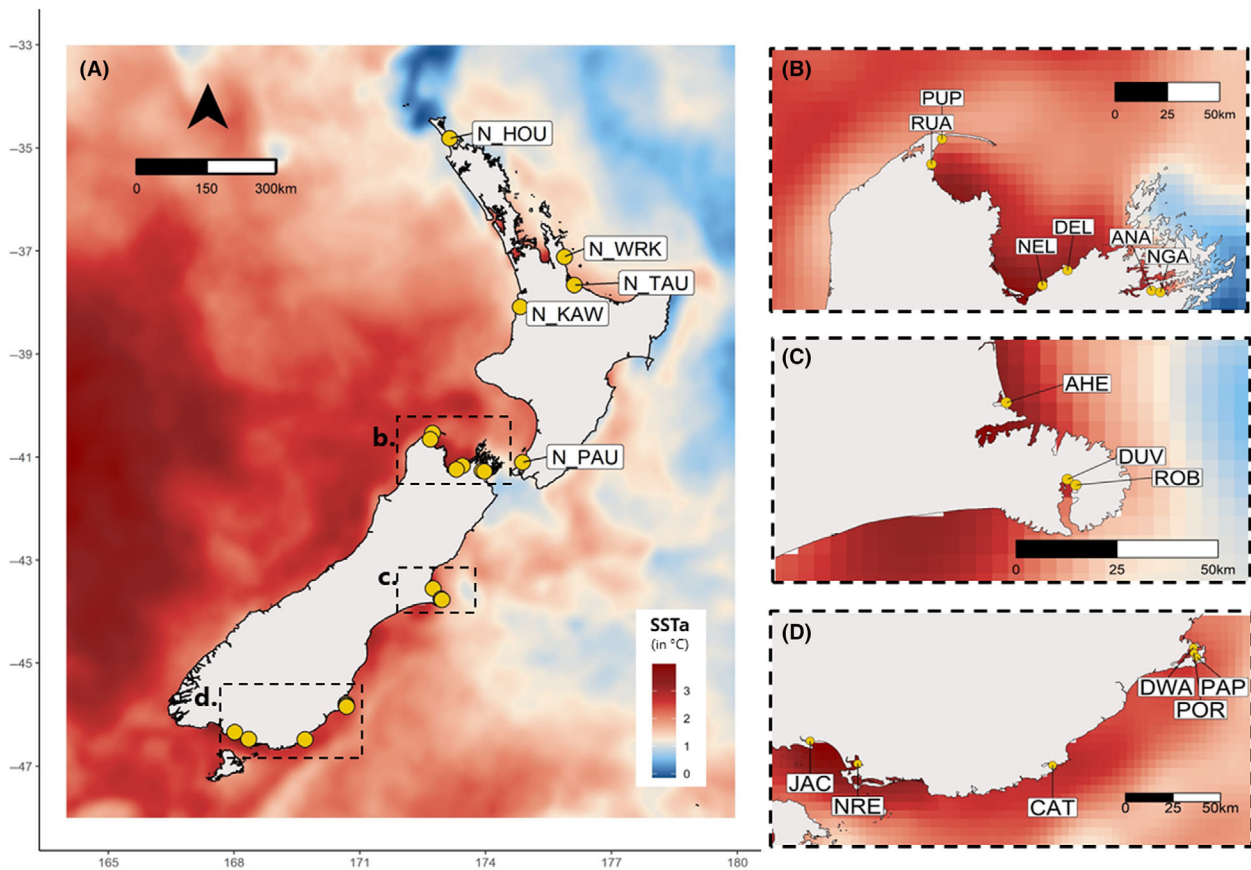 (A)
−33
−35
−37
−39
−41
−43
−45
−47
165
168
171
174
177
180
0
150
300km
N_HOU
N_WRK
N_TAU
N_KAW
N_PAU
b.
c.
d.
SSTa
(in °C)
3
2
1
0
(B)
0
25
50km
PUP
RUA
NEL
DEL
ANA
NGA
(C)
AHE
DUV
ROB
0
25
50km
(D)
DWA
PAP
POR
JAC
NRE
CAT
0
25
50km